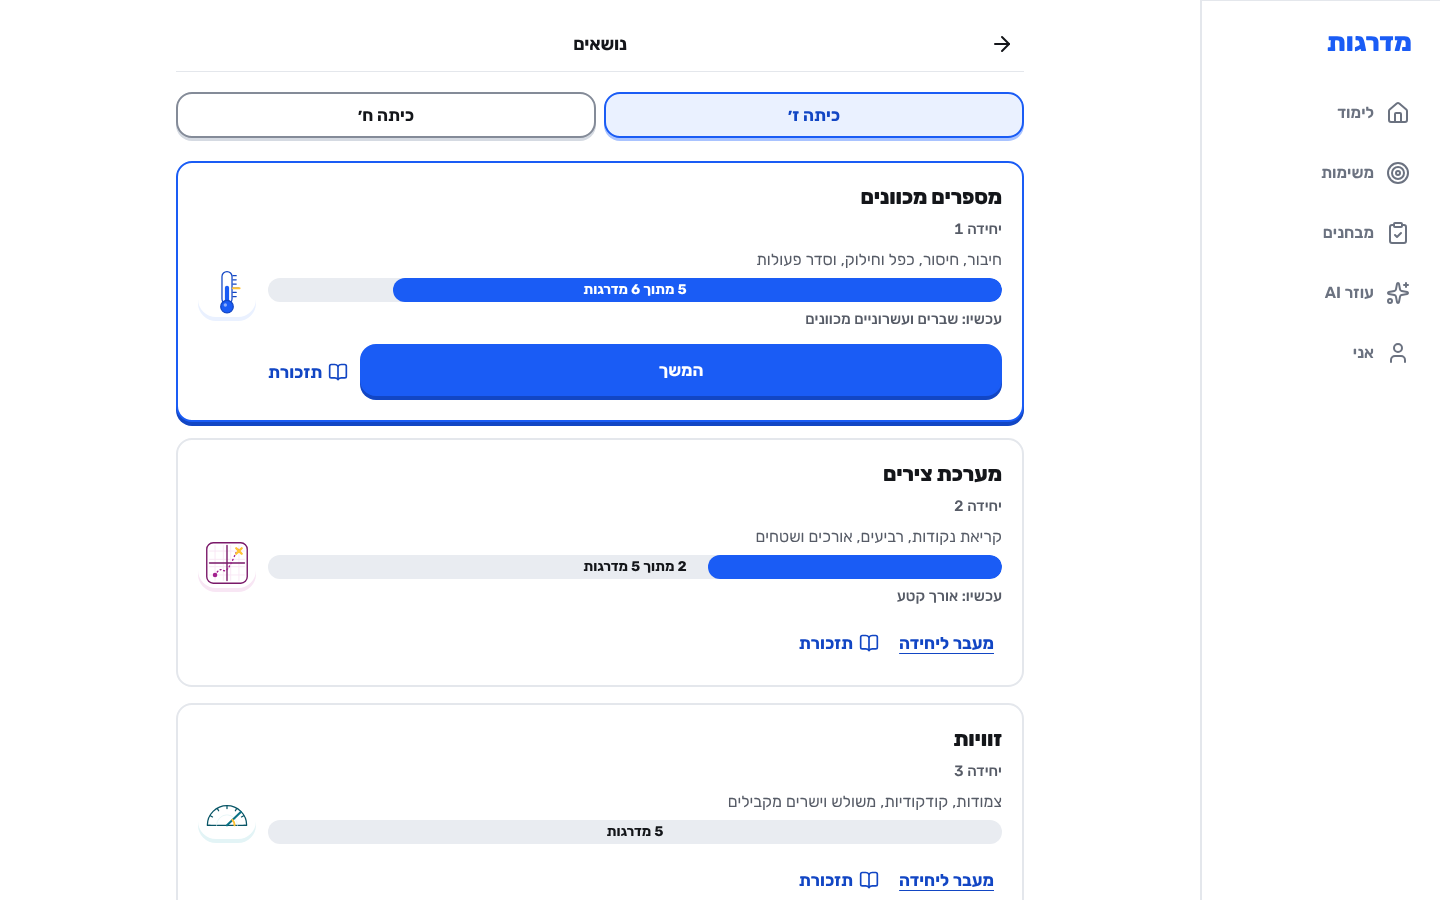 מדרגות
לימוד
משימות
מבחנים
עוזר AI
אני
נושאים
כיתה ז׳
כיתה ח׳
מספרים מכוונים
יחידה 1
חיבור, חיסור, כפל וחילוק, וסדר פעולות
5 מתוך 6 מדרגות
עכשיו: שברים ועשרוניים מכוונים
המשך
תזכורת
מערכת צירים
יחידה 2
קריאת נקודות, רביעים, אורכים ושטחים
2 מתוך 5 מדרגות
עכשיו: אורך קטע
מעבר ליחידה
תזכורת
זוויות
יחידה 3
צמודות, קודקודיות, משולש וישרים מקבילים
5 מדרגות
מעבר ליחידה
תזכורת